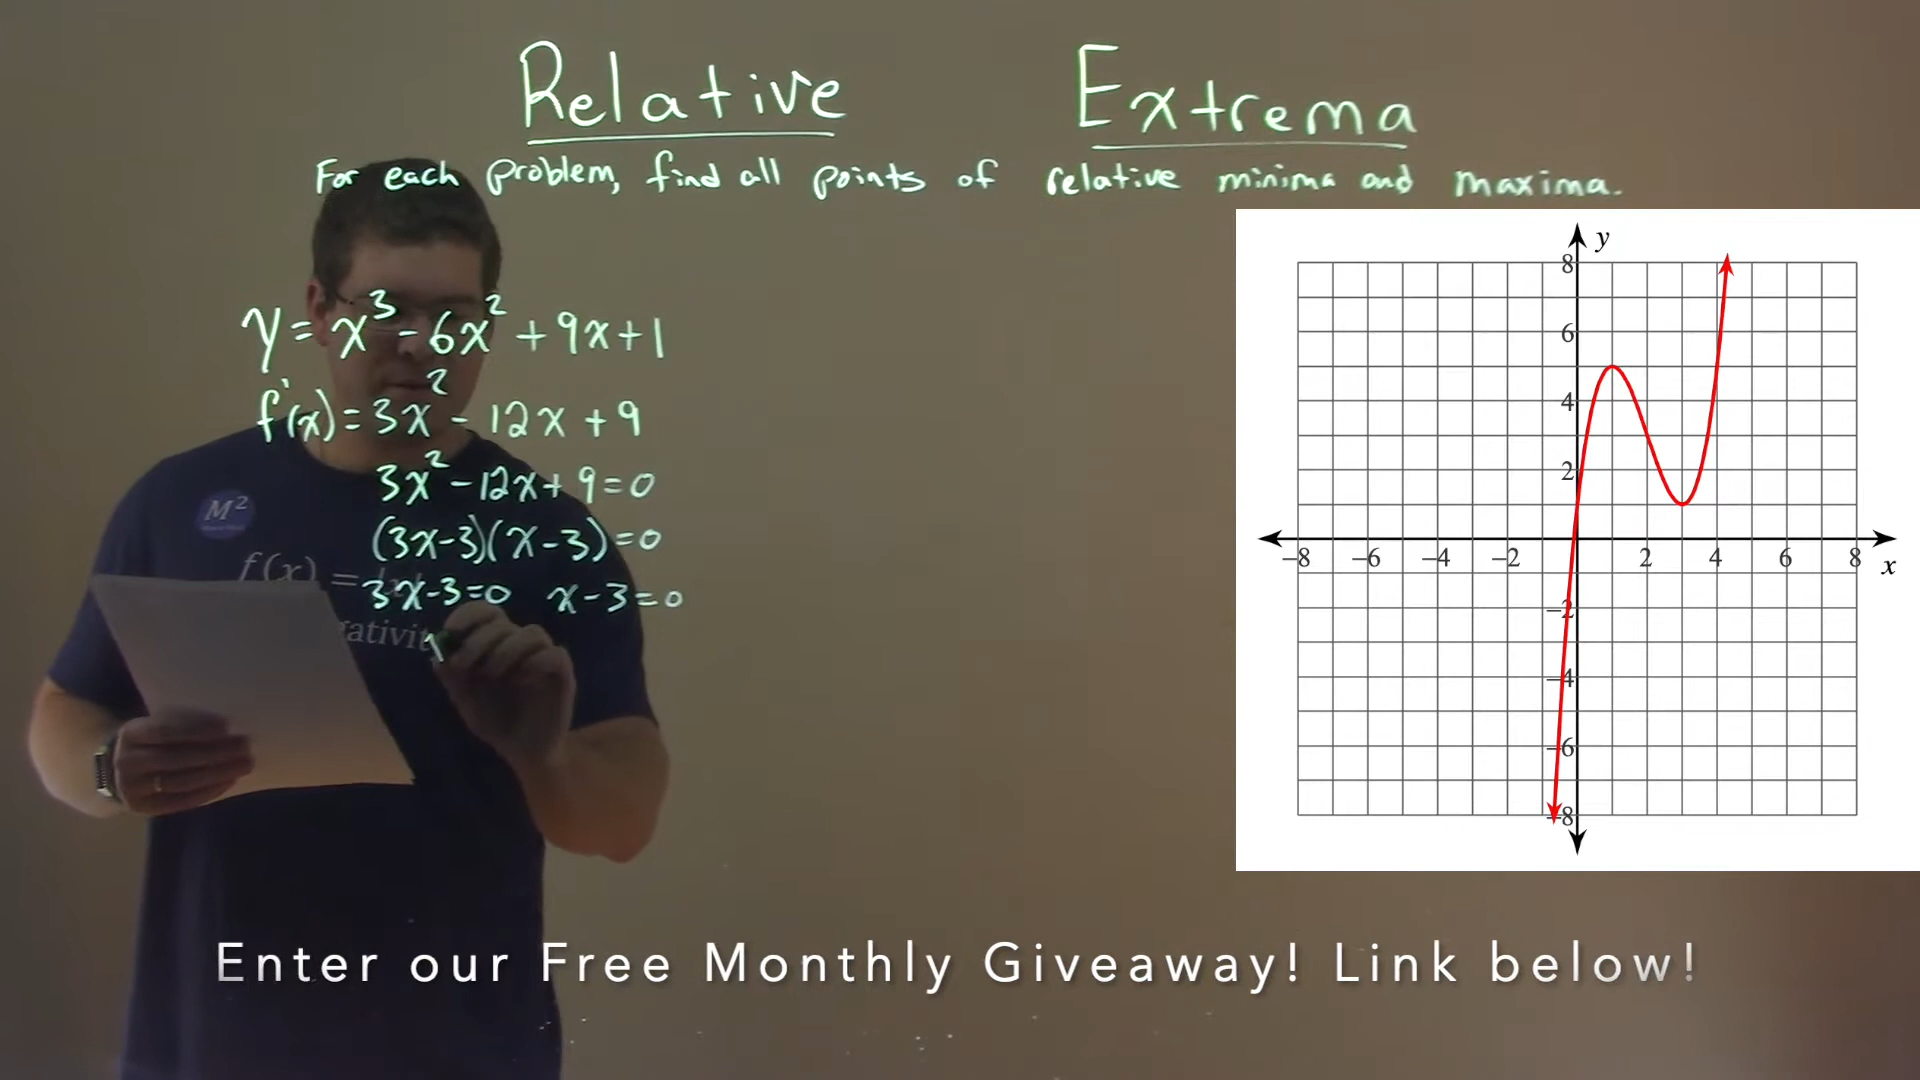 Relative Extrema
For each problem, find all points of relative minima and maxima.
y = x³ - 6x² + 9x + 1
f'(x) = 3x² - 12x + 9
3x² - 12x + 9 = 0
(3x-3)(x-3) = 0
3x-3=0 x-3=0
M²
f(x) =
y
8
6
4
2
-8 -6 -4 -2 2 4 6 8 x
-2
-4
-6
-8
Enter our Free Monthly Giveaway! Link below!